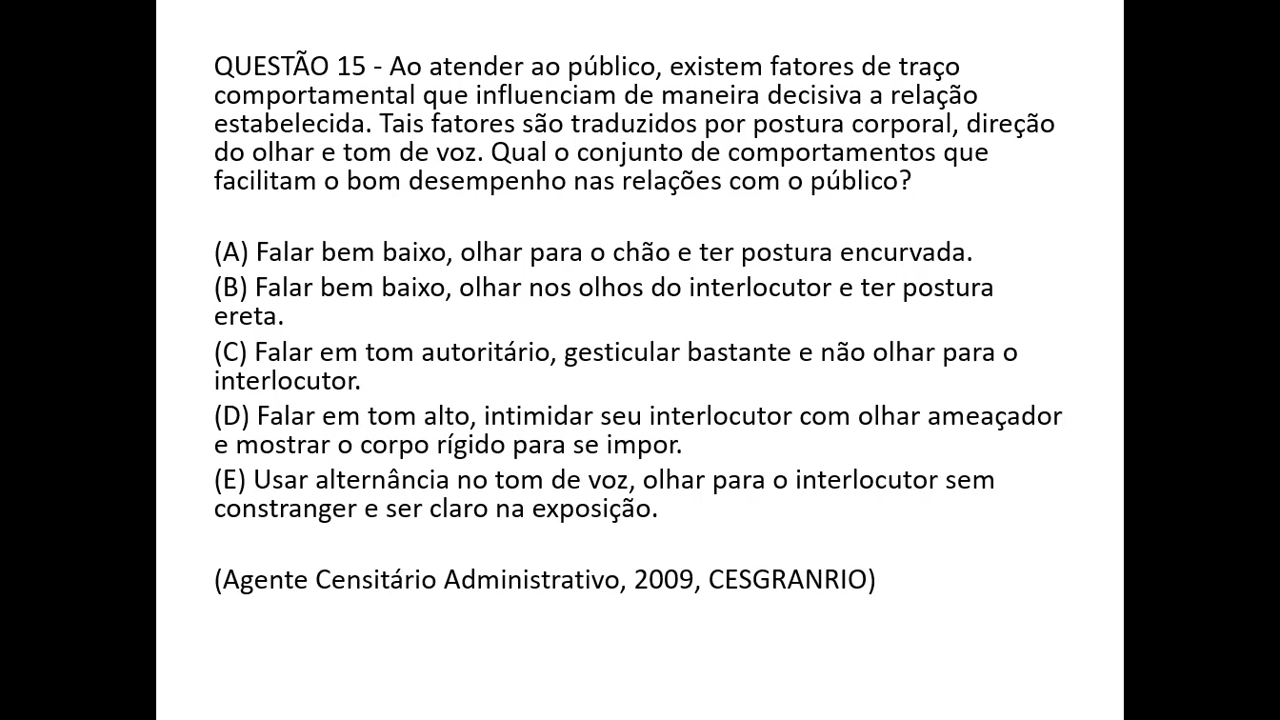 QUESTÃO 15 - Ao atender ao público, existem fatores de traço
comportamental que influenciam de maneira decisiva a relação
estabelecida. Tais fatores são traduzidos por postura corporal, direção
do olhar e tom de voz. Qual o conjunto de comportamentos que
facilitam o bom desempenho nas relações com o público?
(A) Falar bem baixo, olhar para o chão e ter postura encurvada.
(B) Falar bem baixo, olhar nos olhos do interlocutor e ter postura
ereta.
(C) Falar em tom autoritário, gesticular bastante e não olhar para o
interlocutor.
(D) Falar em tom alto, intimidar seu interlocutor com olhar ameaçador
e mostrar o corpo rígido para se impor.
(E) Usar alternância no tom de voz, olhar para o interlocutor sem
constranger e ser claro na exposição.
(Agente Censitário Administrativo, 2009, CESGRANRIO)